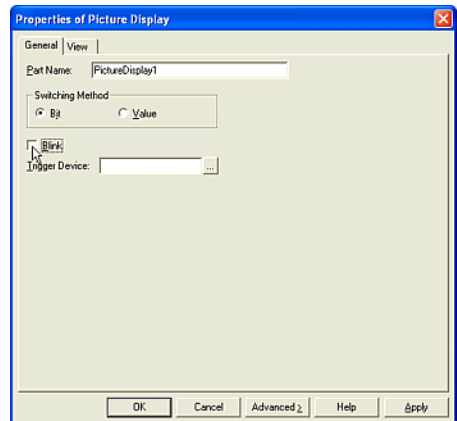 Properties of Picture Display
General View
Part Name: PictureDisplay1
Switching Method
Bit Value
Blink
Trigger Device: ...
OK Cancel Advanced > Help Apply